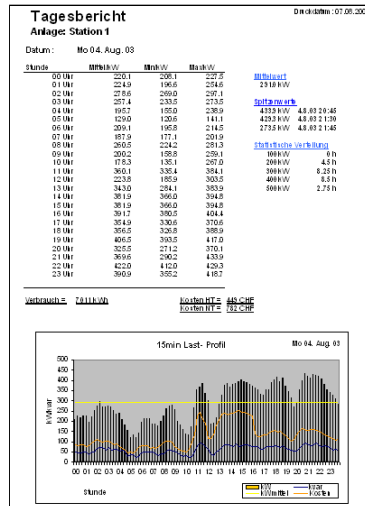 Tagesbericht
Druckdatum : 07.08.200
Anlage: Station 1
Datum : Mo 04. Aug. 03
Stunde Mittel/kW Min/kW Max/kW
00 Uhr 220.1 208.1 227.5
01 Uhr 224.9 196.6 254.6
02 Uhr 278.6 269.0 297.1
03 Uhr 257.4 233.5 273.5
04 Uhr 195.7 155.0 238.9
05 Uhr 129.0 120.6 141.1
06 Uhr 209.1 195.8 214.5
07 Uhr 187.9 177.1 201.9
08 Uhr 260.5 224.2 281.3
09 Uhr 200.2 158.8 259.1
10 Uhr 178.3 135.1 267.0
11 Uhr 360.1 335.4 384.1
12 Uhr 223.8 185.9 303.5
13 Uhr 343.0 284.1 383.9
14 Uhr 381.9 366.0 394.8
15 Uhr 381.9 366.0 394.8
16 Uhr 391.7 380.5 404.4
17 Uhr 354.9 330.6 370.6
18 Uhr 356.5 326.8 388.9
19 Uhr 406.5 393.5 417.0
20 Uhr 325.5 271.2 370.1
21 Uhr 369.6 290.2 433.9
22 Uhr 422.0 412.0 429.3
23 Uhr 390.9 355.2 418.7
Mittelwert
291.0 kW
Spitzenwerte
433.9 kW 4.8.03 20:45
429.3 kW 4.8.03 21:30
273.5 kW 4.8.03 21:45
Statistische Verteilung
100 kW 0 h
200 kW 4.5 h
300 kW 8.25 h
400 kW 8.5 h
500 kW 2.75 h
Verbrauch = 7011 kWh
Kosten HT = 449 CHF
Kosten NT = 762 CHF
15min Last- Profil
Mo 04. Aug. 03
kW/kvar
500
450
400
350
300
250
200
150
100
50
0
00 01 02 03 04 05 06 07 08 09 10 11 12 13 14 15 16 17 18 19 20 21 22 23
Stunde
kW kvar
kWmittel Kosten